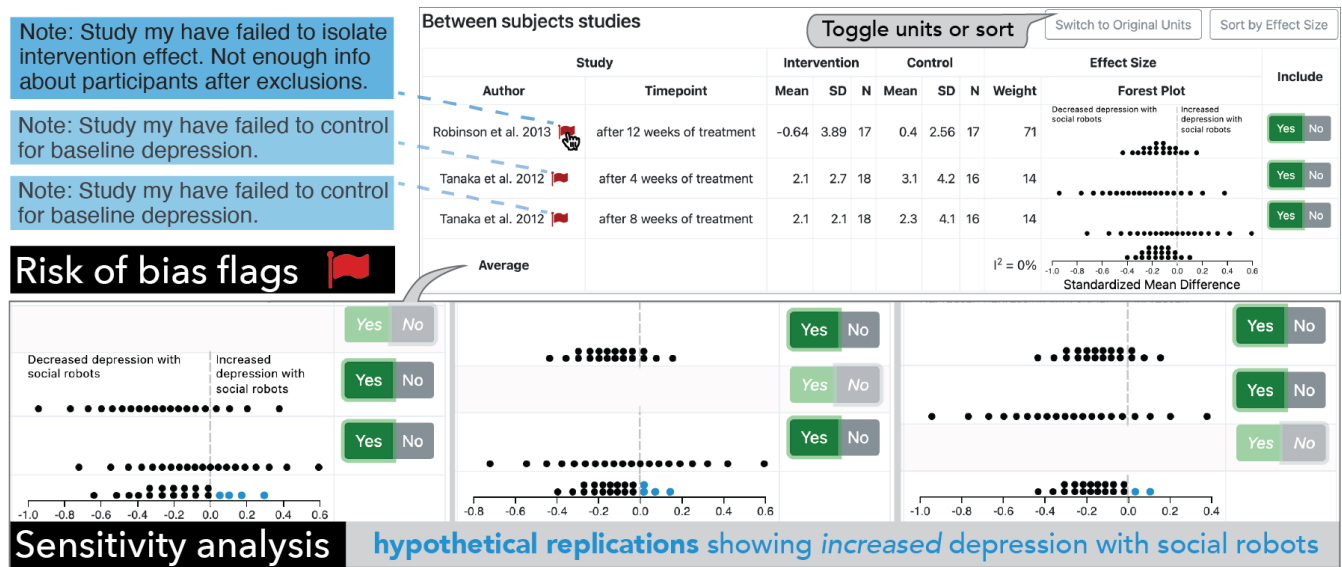 Note: Study my have failed to isolate
intervention effect. Not enough info
about participants after exclusions.
Note: Study my have failed to control
for baseline depression.
Note: Study my have failed to control
for baseline depression.
Risk of bias flags
Between subjects studies
Toggle units or sort
Switch to Original Units
Sort by Effect Size
Study Intervention Control Effect Size Include
Author Timepoint Mean SD N Mean SD N Weight Forest Plot
Decreased depression with
social robots
Increased
depression with
social robots
Robinson et al. 2013 after 12 weeks of treatment -0.64 3.89 17 0.4 2.56 17 71 Yes No
Tanaka et al. 2012 after 4 weeks of treatment 2.1 2.7 18 3.1 4.2 16 14 Yes No
Tanaka et al. 2012 after 8 weeks of treatment 2.1 2.1 18 2.3 4.1 16 14 Yes No
Average I² = 0%
-1.0 -0.8 -0.6 -0.4 -0.2 0.0 0.2 0.4 0.6
Standardized Mean Difference
Yes No
Decreased depression with
social robots
Increased
depression with
social robots
Yes No
Yes No
-1.0 -0.8 -0.6 -0.4 -0.2 0.0 0.2 0.4 0.6
Yes No
Yes No
Yes No
-0.8 -0.6 -0.4 -0.2 0.0 0.2 0.4 0.6
Yes No
Yes No
Yes No
-1.0 -0.8 -0.6 -0.4 -0.2 0.0 0.2 0.4
Sensitivity analysis
hypothetical replications showing increased depression with social robots